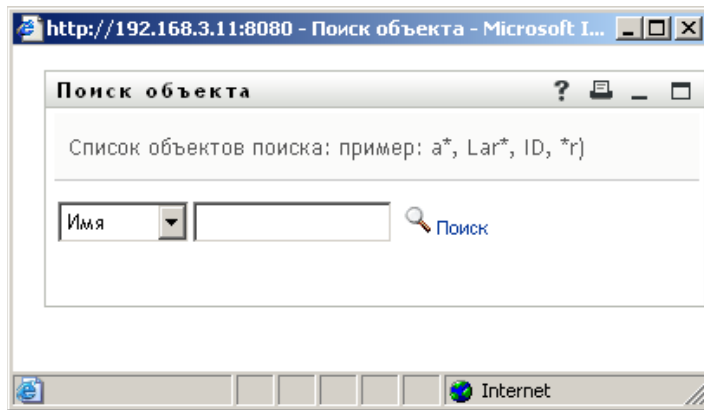 http://192.168.3.11:8080 - Поиск объекта - Microsoft I...
Поиск объекта
Список объектов поиска: пример: a*, Lar*, ID, *r)
Имя Поиск
Internet